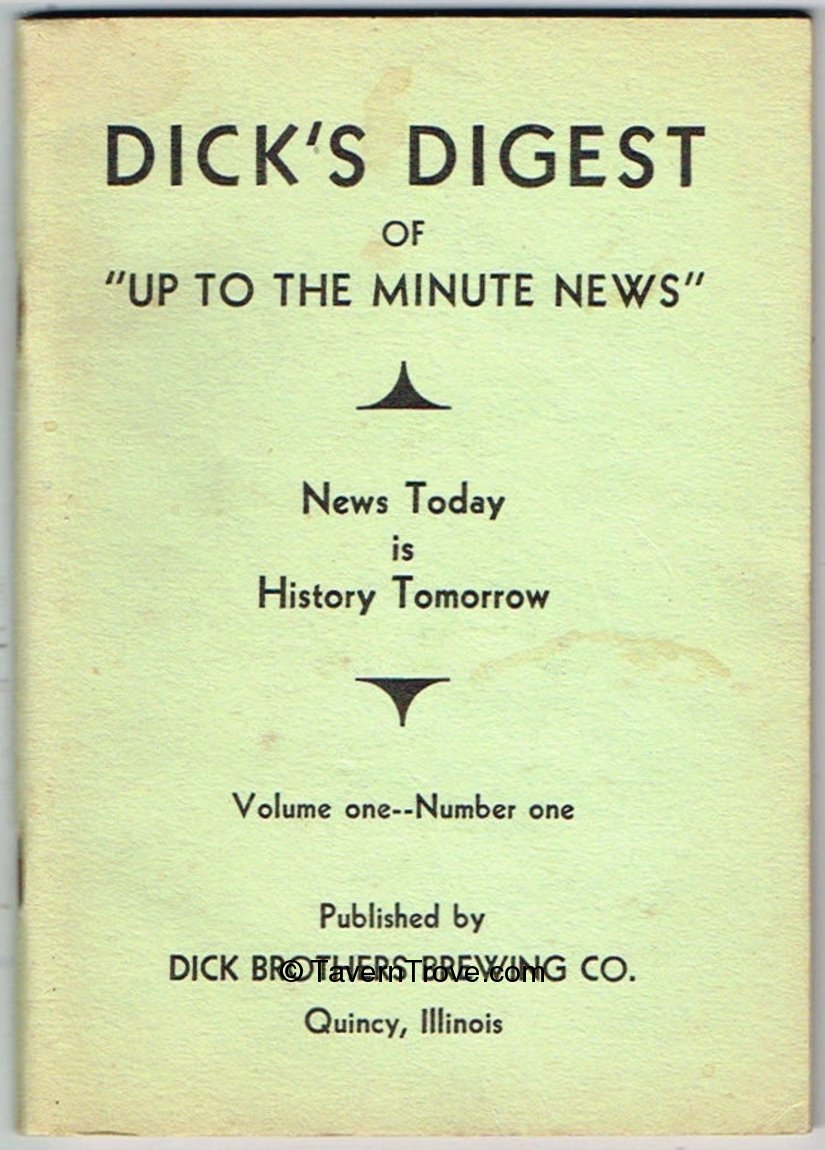 DICK'S DIGEST
OF
"UP TO THE MINUTE NEWS"
News Today
is
History Tomorrow
Volume one--Number one
Published by
DICK BROTHERS BREWING CO.
© TavernTrove.com
Quincy, Illinois